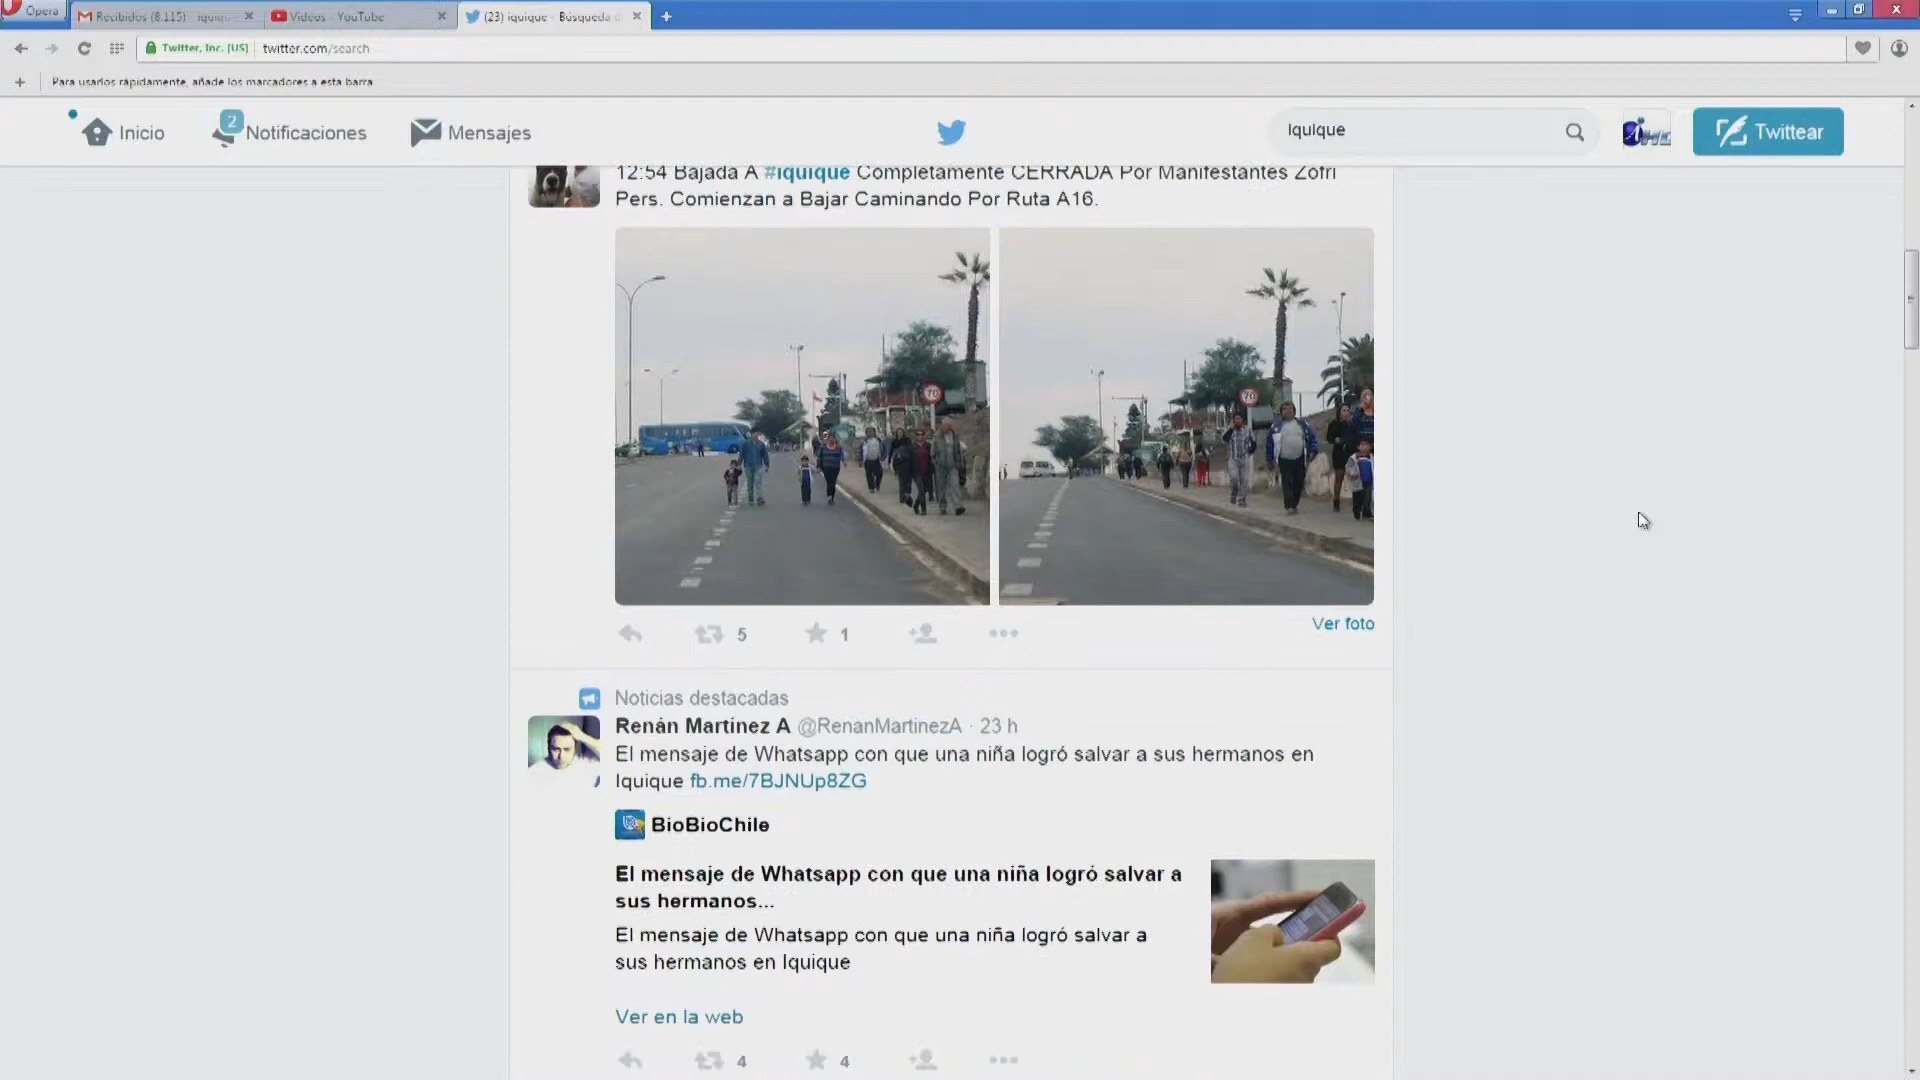 Opera
Recibidos (8.115) - iquiqu
Videos - YouTube
(23) iquique - Búsqueda d
Twitter, Inc. [US]
twitter.com/search
Para usarlos rápidamente, añade los marcadores a esta barra
Inicio
2
Notificaciones
Mensajes
iquique
Twittear
12:54 Bajada A #iquique Completamente CERRADA Por Manifestantes Zofri
Pers. Comienzan a Bajar Caminando Por Ruta A16.
70
70
5
1
Ver foto
Noticias destacadas
Renán Martinez A @RenanMartinezA · 23 h
El mensaje de Whatsapp con que una niña logró salvar a sus hermanos en
Iquique fb.me/7BJNUp8ZG
BioBioChile
El mensaje de Whatsapp con que una niña logró salvar a
sus hermanos...
El mensaje de Whatsapp con que una niña logró salvar a
sus hermanos en Iquique
Ver en la web
4
4